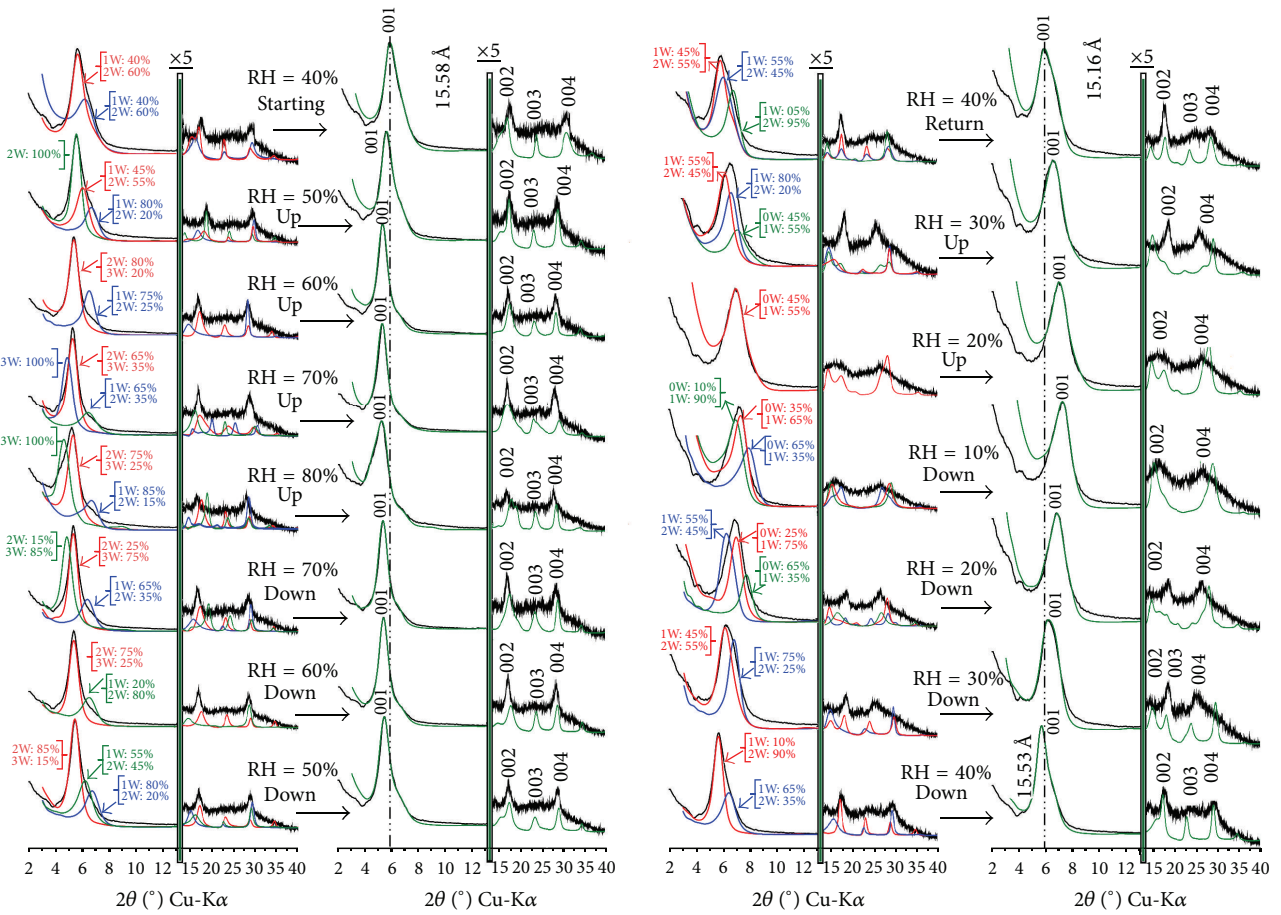 ×5
1W: 40%
2W: 60%
1W: 40%
2W: 60%
RH = 40%
Starting
001
15.58 Å
×5
002
003
004
2W: 100%
1W: 45%
2W: 55%
1W: 80%
2W: 20%
RH = 50%
Up
001
002
003
004
2W: 80%
3W: 20%
1W: 75%
2W: 25%
RH = 60%
Up
001
002
003
004
3W: 100%
2W: 65%
3W: 35%
1W: 65%
2W: 35%
RH = 70%
Up
001
002
003
004
3W: 100%
2W: 75%
3W: 25%
1W: 85%
2W: 15%
RH = 80%
Up
001
002
003
004
2W: 15%
3W: 85%
2W: 25%
3W: 75%
1W: 65%
2W: 35%
RH = 70%
Down
001
002
003
004
2W: 75%
3W: 25%
1W: 20%
2W: 80%
RH = 60%
Down
001
002
003
004
2W: 85%
3W: 15%
1W: 55%
2W: 45%
1W: 80%
2W: 20%
RH = 50%
Down
001
002
003
004
2 4 6 8 10 12 15 20 25 30 35 40
2θ (°) Cu-Kα
2 4 6 8 10 12 15 20 25 30 35 40
2θ (°) Cu-Kα
×5
1W: 45%
2W: 55%
1W: 55%
2W: 45%
1W: 05%
2W: 95%
RH = 40%
Return
001
15.16 Å
×5
002
003
004
1W: 55%
2W: 45%
1W: 80%
2W: 20%
0W: 45%
1W: 55%
RH = 30%
Up
001
002
004
0W: 45%
1W: 55%
RH = 20%
Up
001
002
004
0W: 10%
1W: 90%
0W: 35%
1W: 65%
0W: 65%
1W: 35%
RH = 10%
Down
001
002
004
1W: 55%
2W: 45%
0W: 25%
1W: 75%
0W: 65%
1W: 35%
RH = 20%
Down
001
002
004
1W: 45%
2W: 55%
1W: 75%
2W: 25%
RH = 30%
Down
001
002
003
004
1W: 10%
2W: 90%
1W: 65%
2W: 35%
RH = 40%
Down
15.53 Å
001
002
003
004
2 4 6 8 10 12 15 20 25 30 35 40
2θ (°) Cu-Kα
2 4 6 8 10 12 15 20 25 30 35 40
2θ (°) Cu-Kα